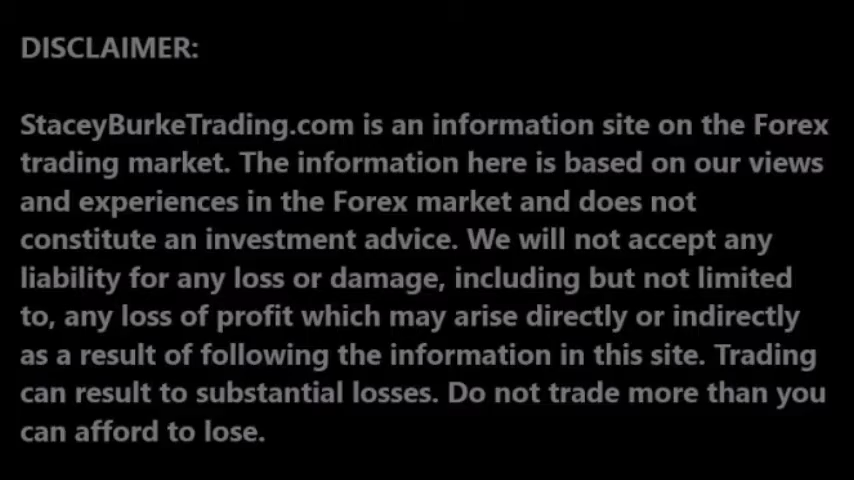 DISCLAIMER:
StaceyBurkeTrading.com is an information site on the Forex
trading market. The information here is based on our views
and experiences in the Forex market and does not
constitute an investment advice. We will not accept any
liability for any loss or damage, including but not limited
to, any loss of profit which may arise directly or indirectly
as a result of following the information in this site. Trading
can result to substantial losses. Do not trade more than you
can afford to lose.